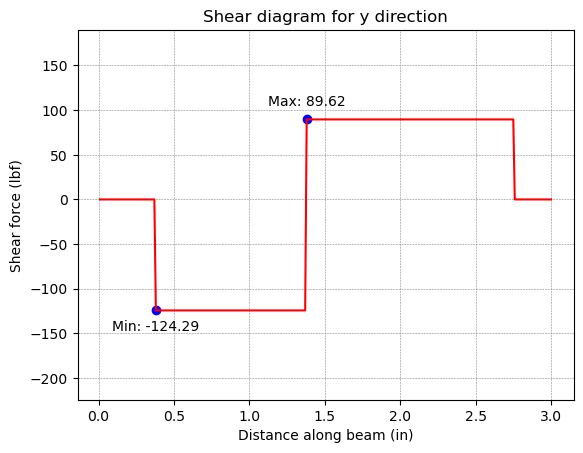 Shear diagram for y direction
Shear force (lbf)
150
100
50
0
−50
−100
−150
−200
Max: 89.62
Min: -124.29
0.0 0.5 1.0 1.5 2.0 2.5 3.0
Distance along beam (in)